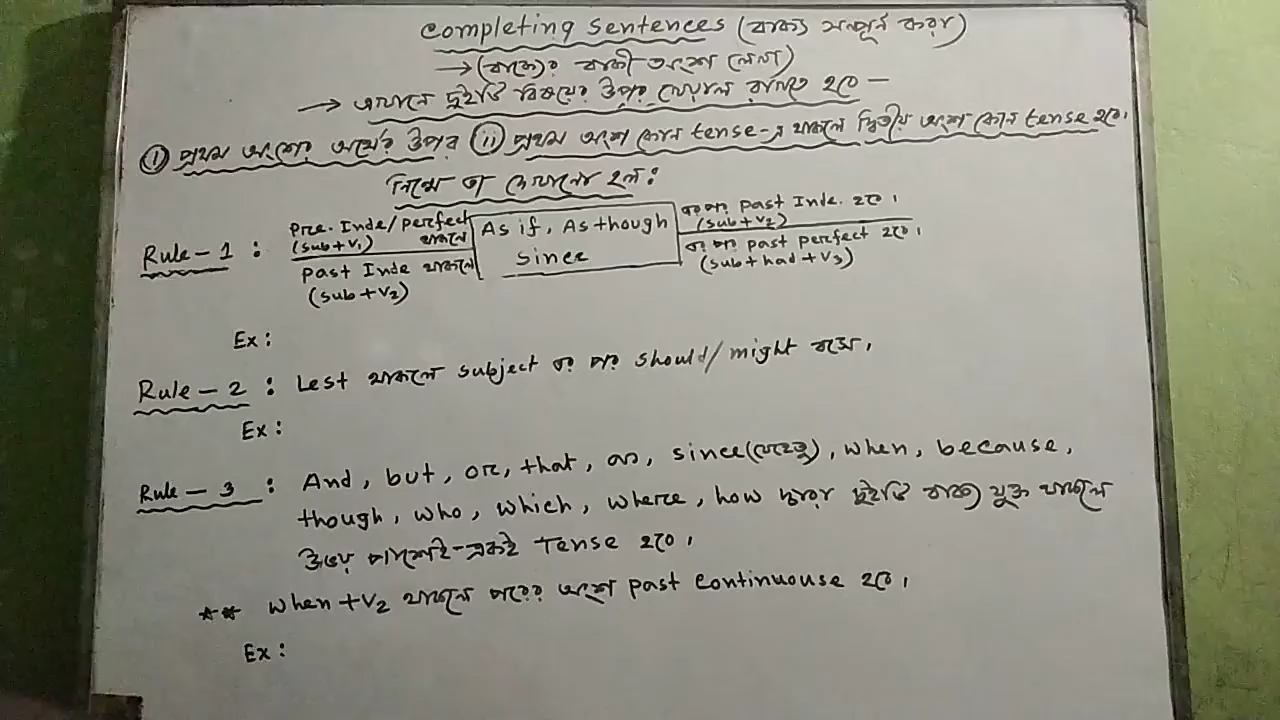 Completing Sentences (বাক্য সম্পূর্ন করা)
→ (বাক্যের বাকী অংশ লেখা)
→ এখানে দুইটি বিষয়ের উপর খেয়াল রাখতে হবে —
(i) প্রথম অংশের অর্থের উপর (ii) প্রথম অংশ কোন tense-এ থাকলে দ্বিতীয় অংশ কোন tense হবে।
নিম্মে তা দেখানো হল:
Rule-1 : Pre. Inde/perfect (sub+v₁) থাকলে As if, As though since এর পর past Inde. হবে। (sub+v₂)
past Inde থাকলে (sub+v₂) এর পর past perfect হবে। (sub+had+v₃)
Ex:
Rule-2 : Lest থাকলে subject এর পর should/might বসে।
Ex:
Rule-3 : And, but, or, that, as, since(যেহেতু), when, because,
though, who, which, where, how দ্বারা দুইটি বাক্য যুক্ত থাকলে
উভয় পাশেই-একই Tense হবে।
** When+v₂ থাকলে পরের অংশ past continuouse হবে।
Ex: